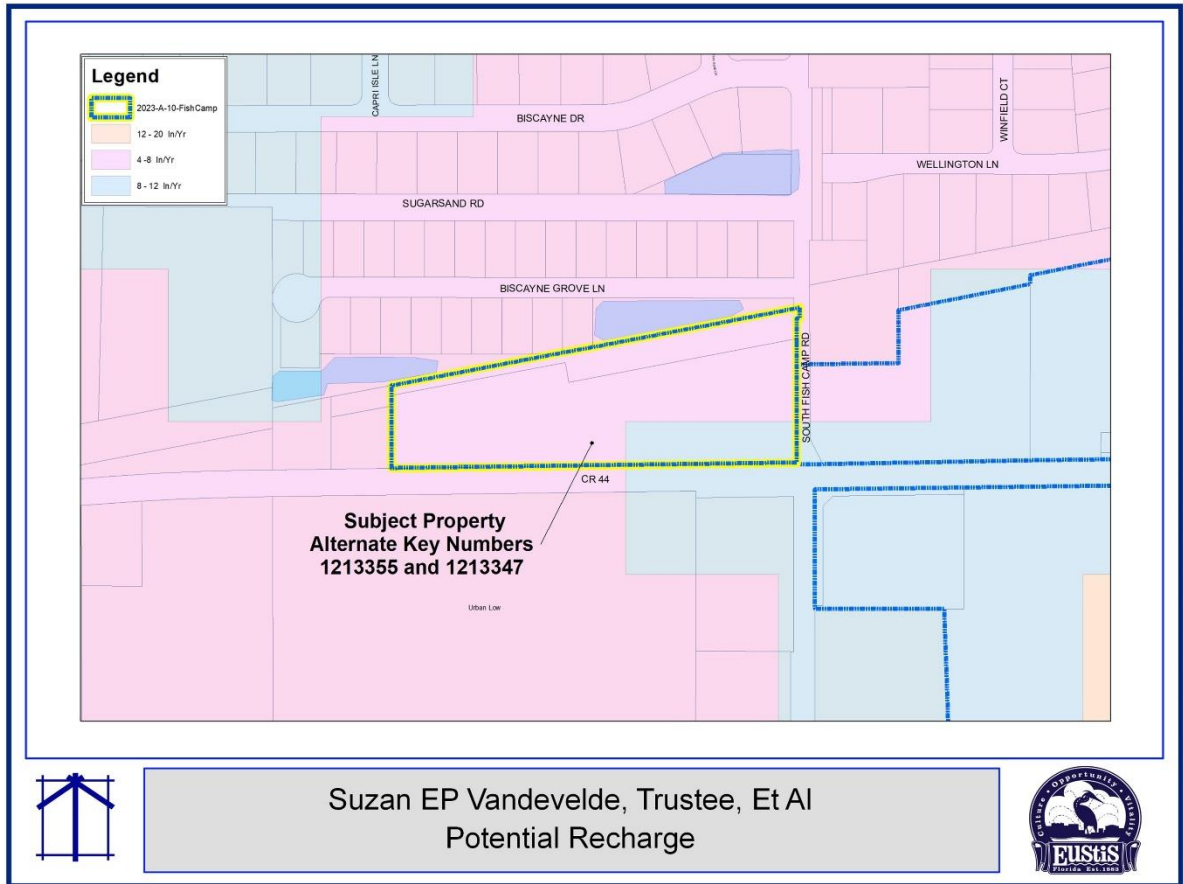 Legend
2023-A-10-FishCamp
12 - 20 In/Yr
4 -8 In/Yr
8 - 12 In/Yr
CAPRI ISLE LN
BISCAYNE DR
WINFIELD CT
WELLINGTON LN
SUGARSAND RD
BISCAYNE GROVE LN
SOUTH FISH CAMP RD
CR 44
Subject Property
Alternate Key Numbers
1213355 and 1213347
Urban Low
Suzan EP Vandevelde, Trustee, Et Al
Potential Recharge
Culture • Opportunity • Vitality
EUSTIS
Florida Est.1883